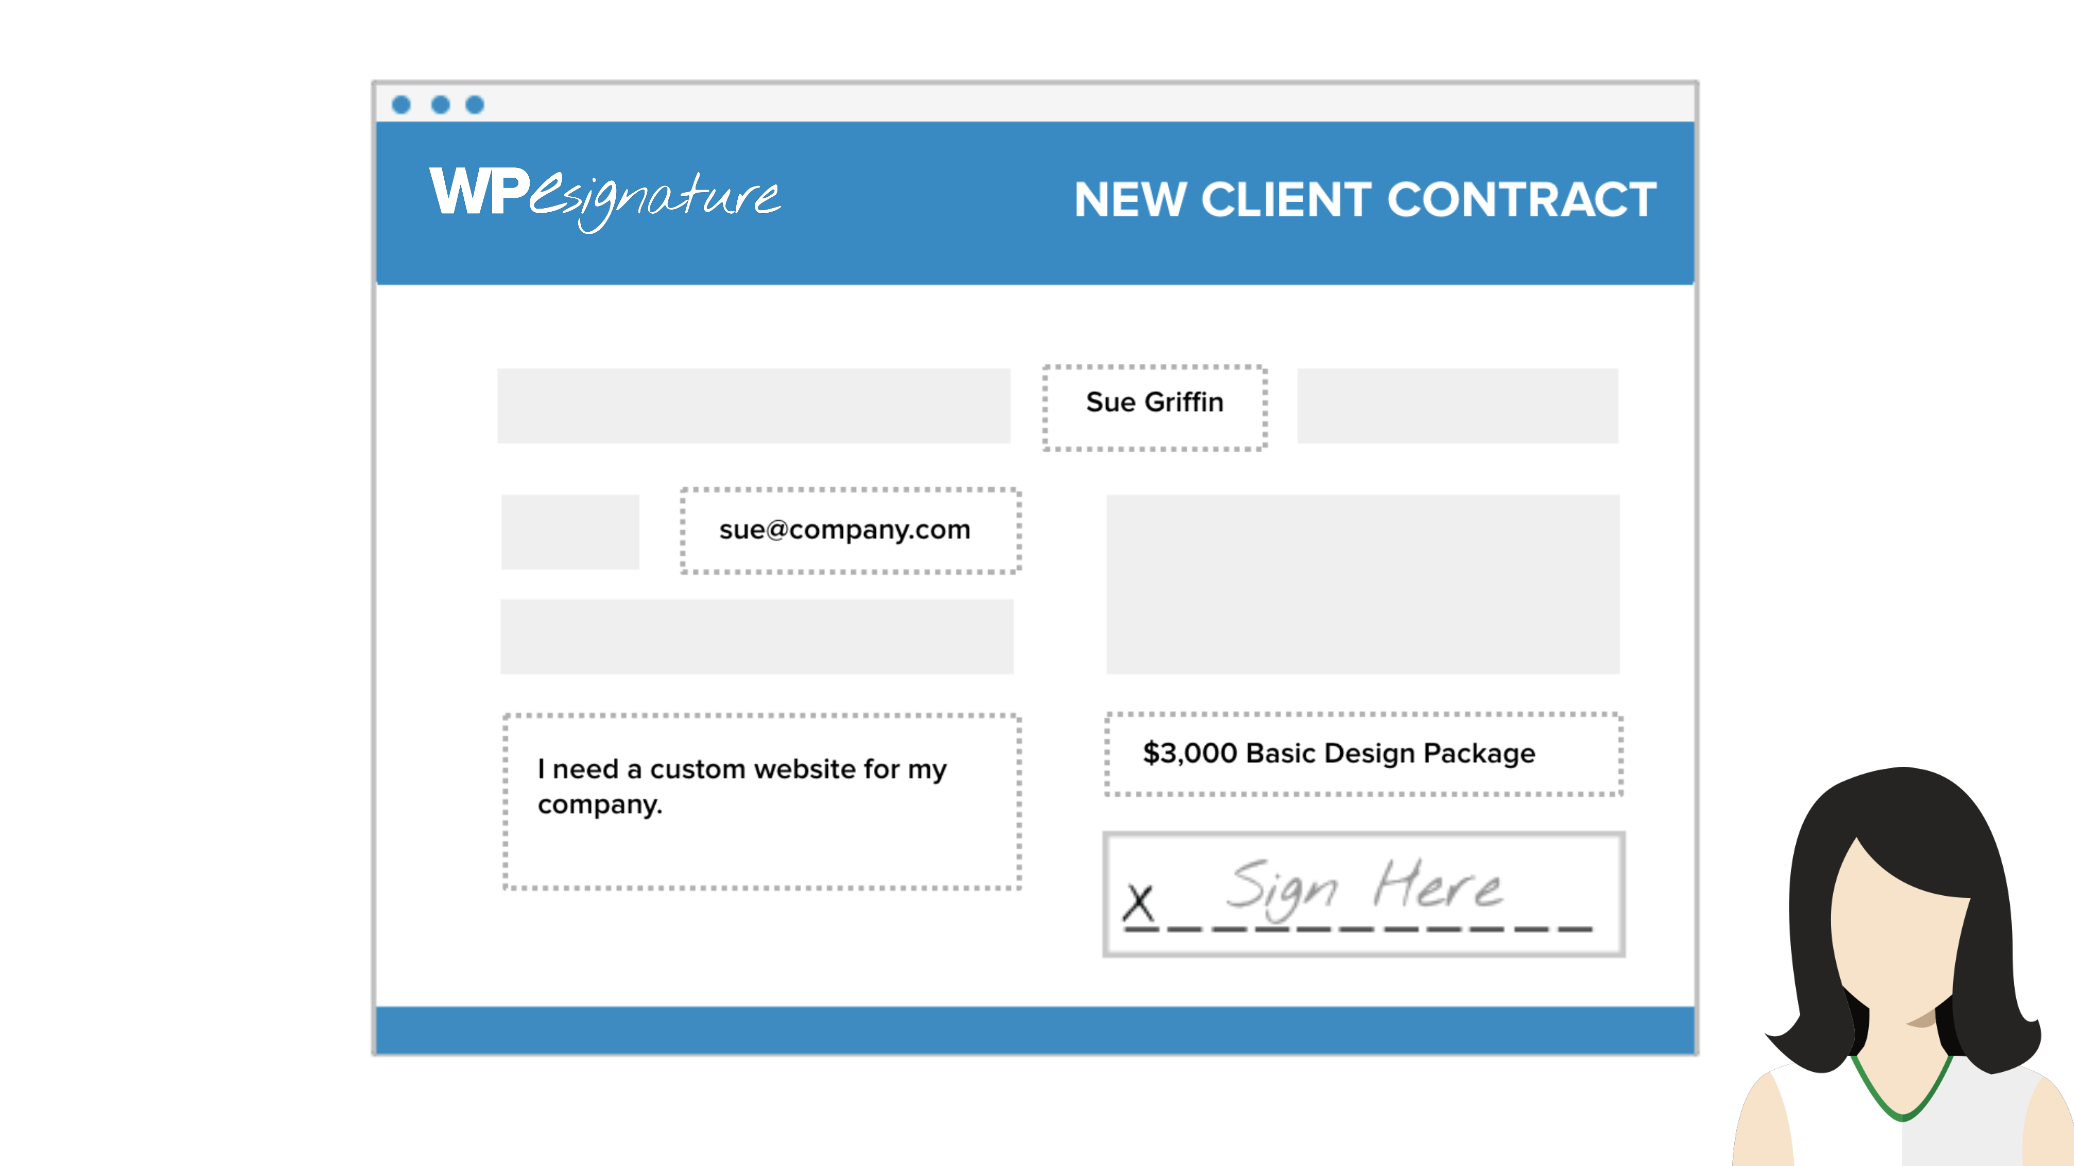 WPesignature
NEW CLIENT CONTRACT
Sue Griffin
sue@company.com
I need a custom website for my
company.
$3,000 Basic Design Package
X Sign Here